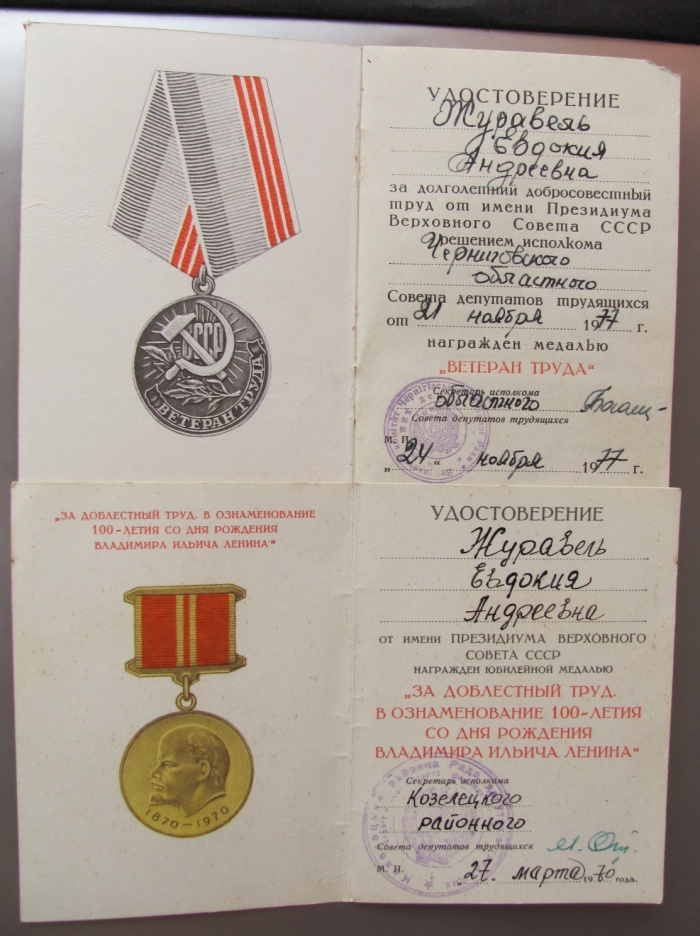 СССР
„ВЕТЕРАН ТРУДА“
УДОСТОВЕРЕНИЕ
Журавель
Евдокия
Андреевна
за долголетний добросовестный
труд от имени Президиума
Верховного Совета СССР
решением исполкома
Черниговского
областного
Совета депутатов трудящихся
от 21 ноября 1977 г.
награжден медалью
„ВЕТЕРАН ТРУДА“
Секретарь исполкома
областного
Совета депутатов трудящихся
М. П.
„24“ ноября 1977 г.
„ЗА ДОБЛЕСТНЫЙ ТРУД. В ОЗНАМЕНОВАНИЕ
100-ЛЕТИЯ СО ДНЯ РОЖДЕНИЯ
ВЛАДИМИРА ИЛЬИЧА ЛЕНИНА“
1870-1970
УДОСТОВЕРЕНИЕ
Журавель
Евдокия
Андреевна
ОТ ИМЕНИ ПРЕЗИДИУМА ВЕРХОВНОГО
СОВЕТА СССР
НАГРАЖДЕН ЮБИЛЕЙНОЙ МЕДАЛЬЮ
„ЗА ДОБЛЕСТНЫЙ ТРУД.
В ОЗНАМЕНОВАНИЕ 100-ЛЕТИЯ
СО ДНЯ РОЖДЕНИЯ
ВЛАДИМИРА ИЛЬИЧА ЛЕНИНА“
Секретарь исполкома
Козелецкого
районного
Совета депутатов трудящихся
М. П. „27„ марта 1970 года.